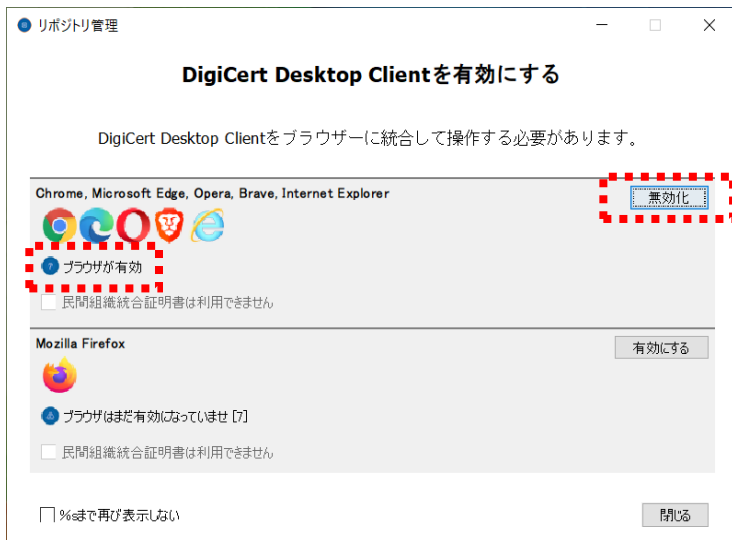 リポジトリ管理
DigiCert Desktop Clientを有効にする
DigiCert Desktop Clientをブラウザーに統合して操作する必要があります。
Chrome, Microsoft Edge, Opera, Brave, Internet Explorer
無効化
ブラウザが有効
民間組織統合証明書は利用できません
Mozilla Firefox
有効にする
ブラウザはまだ有効になっていませ [7]
民間組織統合証明書は利用できません
%sまで再び表示しない
閉じる